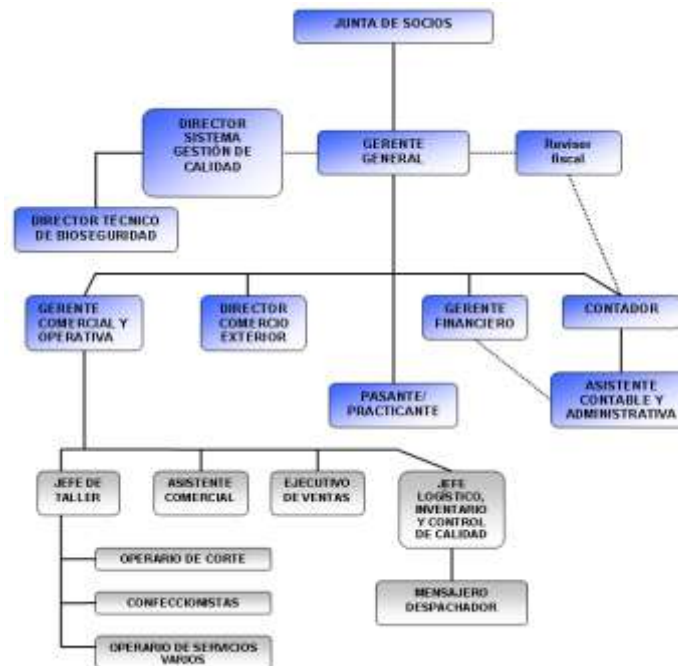 JUNTA DE SOCIOS
DIRECTOR
SISTEMA
GESTIÓN DE
CALIDAD
GERENTE
GENERAL
Revisor
fiscal
DIRECTOR TÉCNICO
DE BIOSEGURIDAD
GERENTE
COMERCIAL Y
OPERATIVA
DIRECTOR
COMERCIO
EXTERIOR
GERENTE
FINANCIERO
CONTADOR
PASANTE/
PRACTICANTE
ASISTENTE
CONTABLE Y
ADMINISTRATIVA
JEFE DE
TALLER
ASISTENTE
COMERCIAL
EJECUTIVO
DE VENTAS
JEFE
LOGÍSTICO,
INVENTARIO
Y CONTROL
DE CALIDAD
OPERARIO DE CORTE
CONFECCIONISTAS
OPERARIO DE SERVICIOS
VARIOS
MENSAJERO
DESPACHADOR